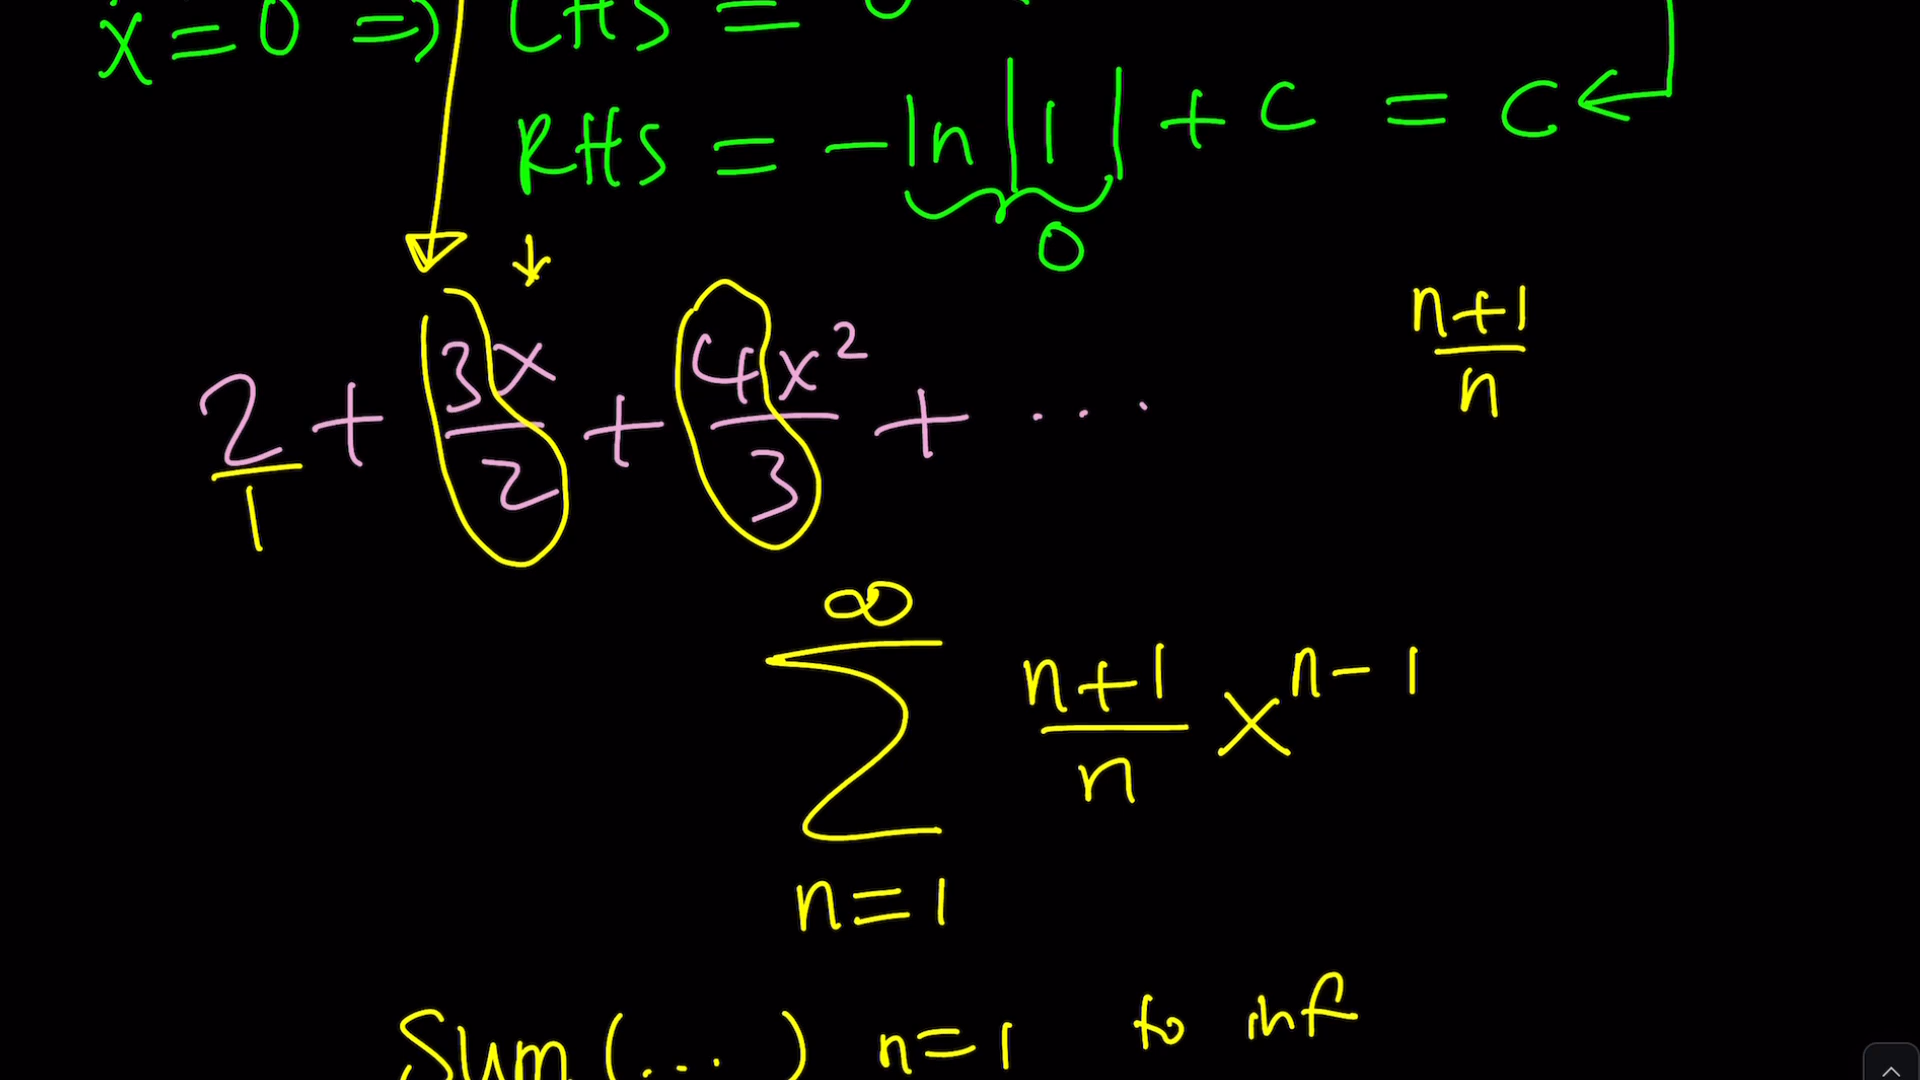 x = 0 => LHS = 0
RHS = -ln|1| + c = c
0
2/1 + 3x/2 + 4x²/3 + ...
n+1/n
∞
Σ n+1/n x^(n-1)
n=1
Sum (...) n=1 to inf